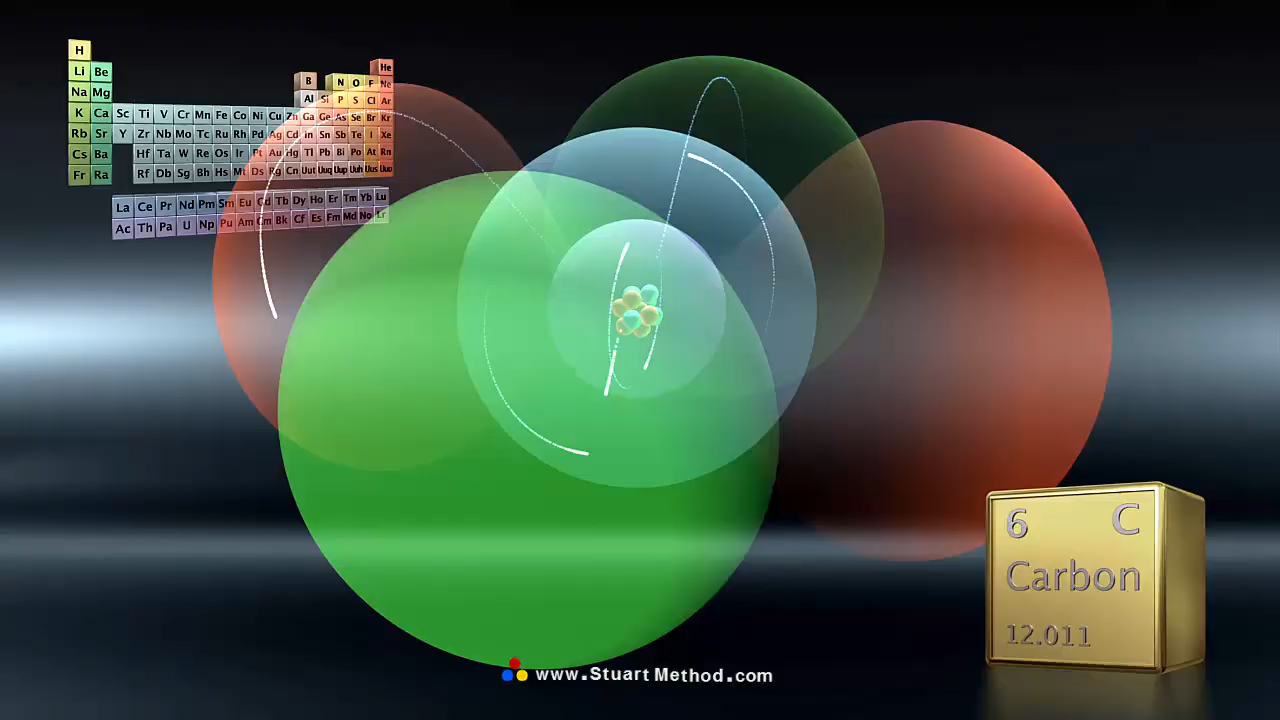 H He
Li Be B N O F Ne
Na Mg Al Si P S Cl Ar
K Ca Sc Ti V Cr Mn Fe Co Ni Cu Zn Ga Ge As Se Br Kr
Rb Sr Y Zr Nb Mo Tc Ru Rh Pd Ag Cd In Sn Sb Te I Xe
Cs Ba Hf Ta W Re Os Ir Pt Au Hg Tl Pb Bi Po At Rn
Fr Ra Rf Db Sg Bh Hs Mt Ds Rg Cn Uut Uuq Uup Uuh Uus Uuo
La Ce Pr Nd Pm Sm Eu Gd Tb Dy Ho Er Tm Yb Lu
Ac Th Pa U Np Pu Am Cm Bk Cf Es Fm Md No Lr
6 C
Carbon
12.011
www.StuartMethod.com